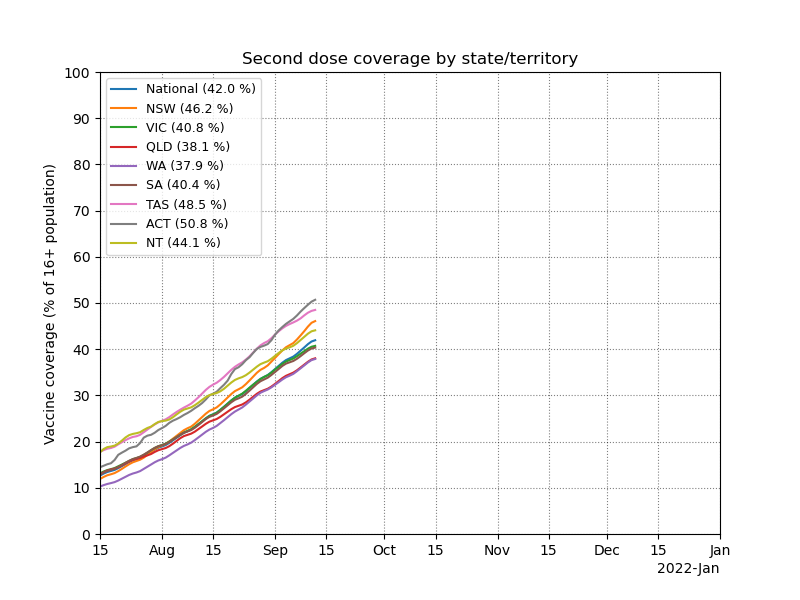 Second dose coverage by state/territory
Vaccine coverage (% of 16+ population)
100
90
80
70
60
50
40
30
20
10
0
National (42.0 %)
NSW (46.2 %)
VIC (40.8 %)
QLD (38.1 %)
WA (37.9 %)
SA (40.4 %)
TAS (48.5 %)
ACT (50.8 %)
NT (44.1 %)
15 Aug 15 Sep 15 Oct 15 Nov 15 Dec 15 Jan
2022-Jan